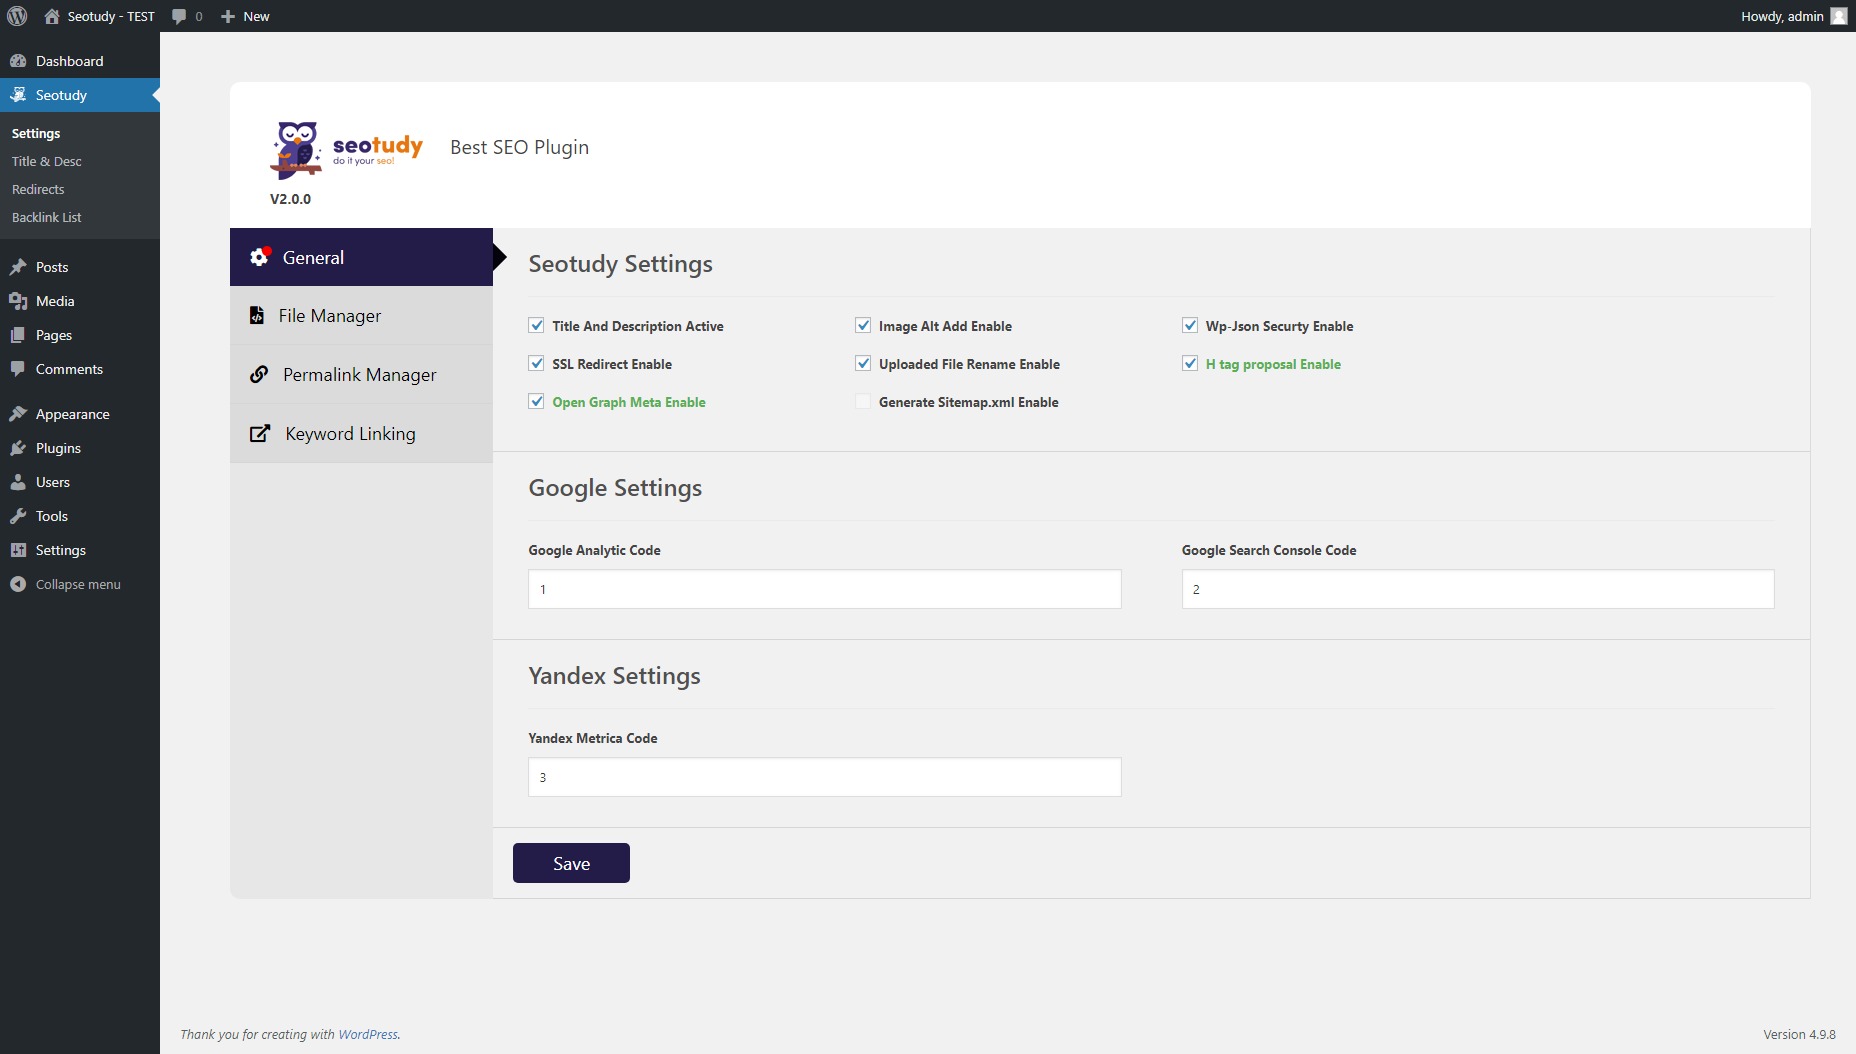 Seotudy - TEST 0 New Howdy, admin
Dashboard
Seotudy
Settings
Title & Desc
Redirects
Backlink List
Posts
Media
Pages
Comments
Appearance
Plugins
Users
Tools
Settings
Collapse menu
seotudy
do it your seo!
Best SEO Plugin
V2.0.0
General
File Manager
Permalink Manager
Keyword Linking
Seotudy Settings
Title And Description Active Image Alt Add Enable Wp-Json Securty Enable
SSL Redirect Enable Uploaded File Rename Enable H tag proposal Enable
Open Graph Meta Enable Generate Sitemap.xml Enable
Google Settings
Google Analytic Code Google Search Console Code
1 2
Yandex Settings
Yandex Metrica Code
3
Save
Thank you for creating with WordPress. Version 4.9.8